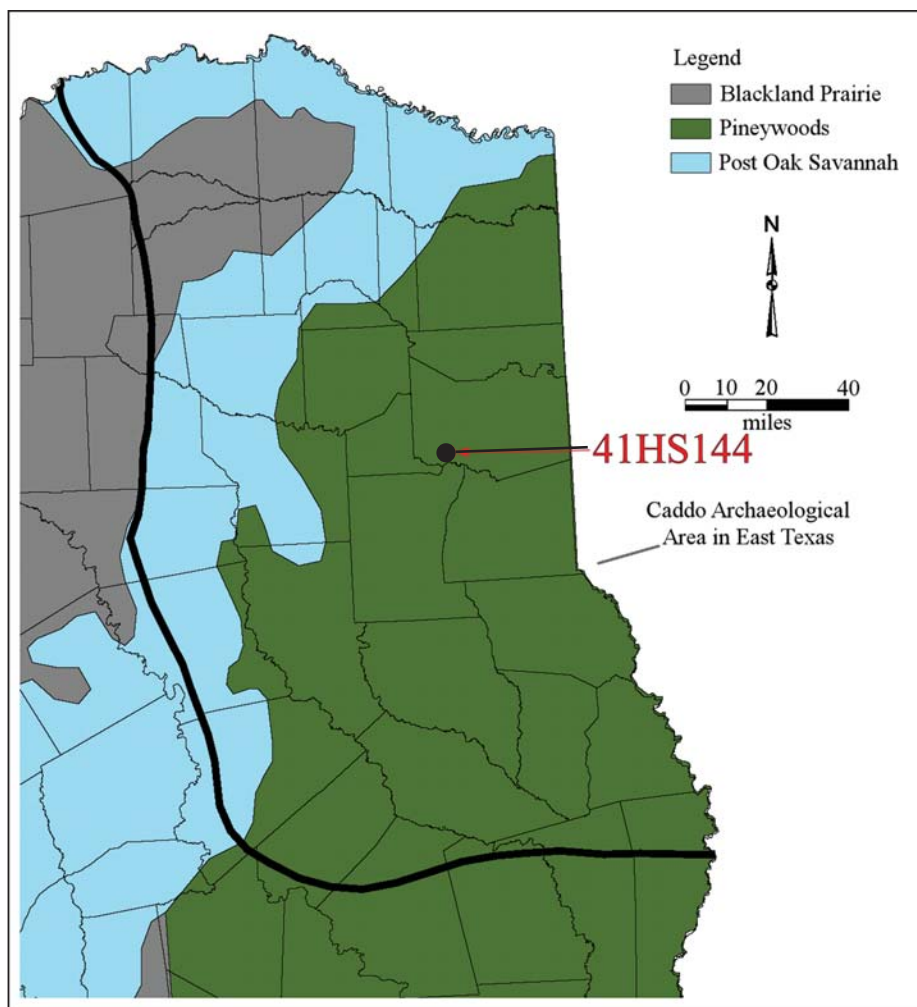 Legend
Blackland Prairie
Pineywoods
Post Oak Savannah
N
0 10 20 40
miles
41HS144
Caddo Archaeological
Area in East Texas